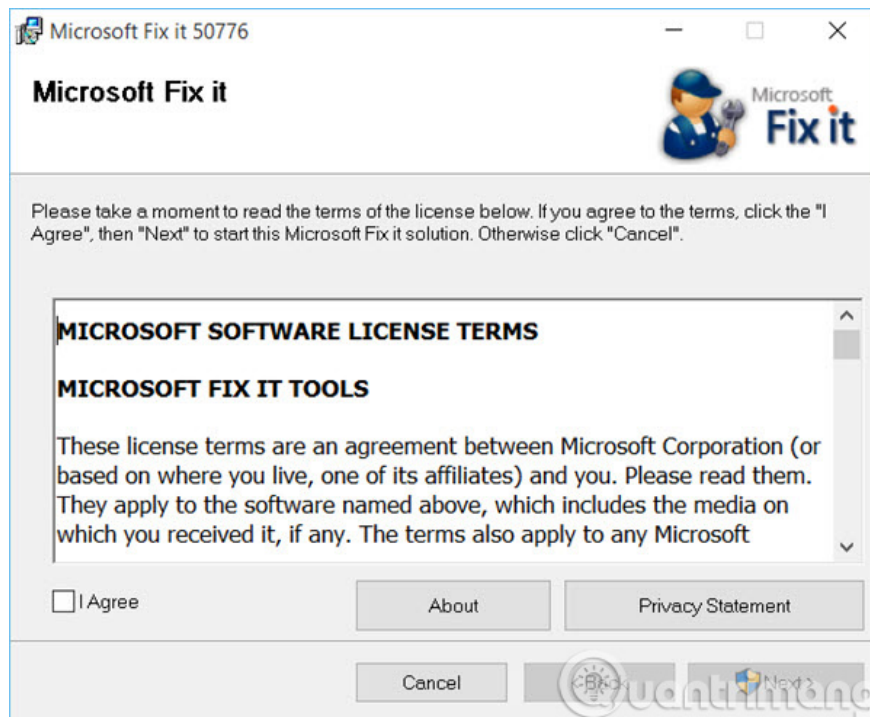 Microsoft Fix it 50776
Microsoft Fix it
Microsoft
Fix it
Please take a moment to read the terms of the license below. If you agree to the terms, click the "I
Agree", then "Next" to start this Microsoft Fix it solution. Otherwise click "Cancel".
MICROSOFT SOFTWARE LICENSE TERMS
MICROSOFT FIX IT TOOLS
These license terms are an agreement between Microsoft Corporation (or
based on where you live, one of its affiliates) and you. Please read them.
They apply to the software named above, which includes the media on
which you received it, if any. The terms also apply to any Microsoft
I Agree
About
Privacy Statement
Cancel
<Back
Next>
uantrimang